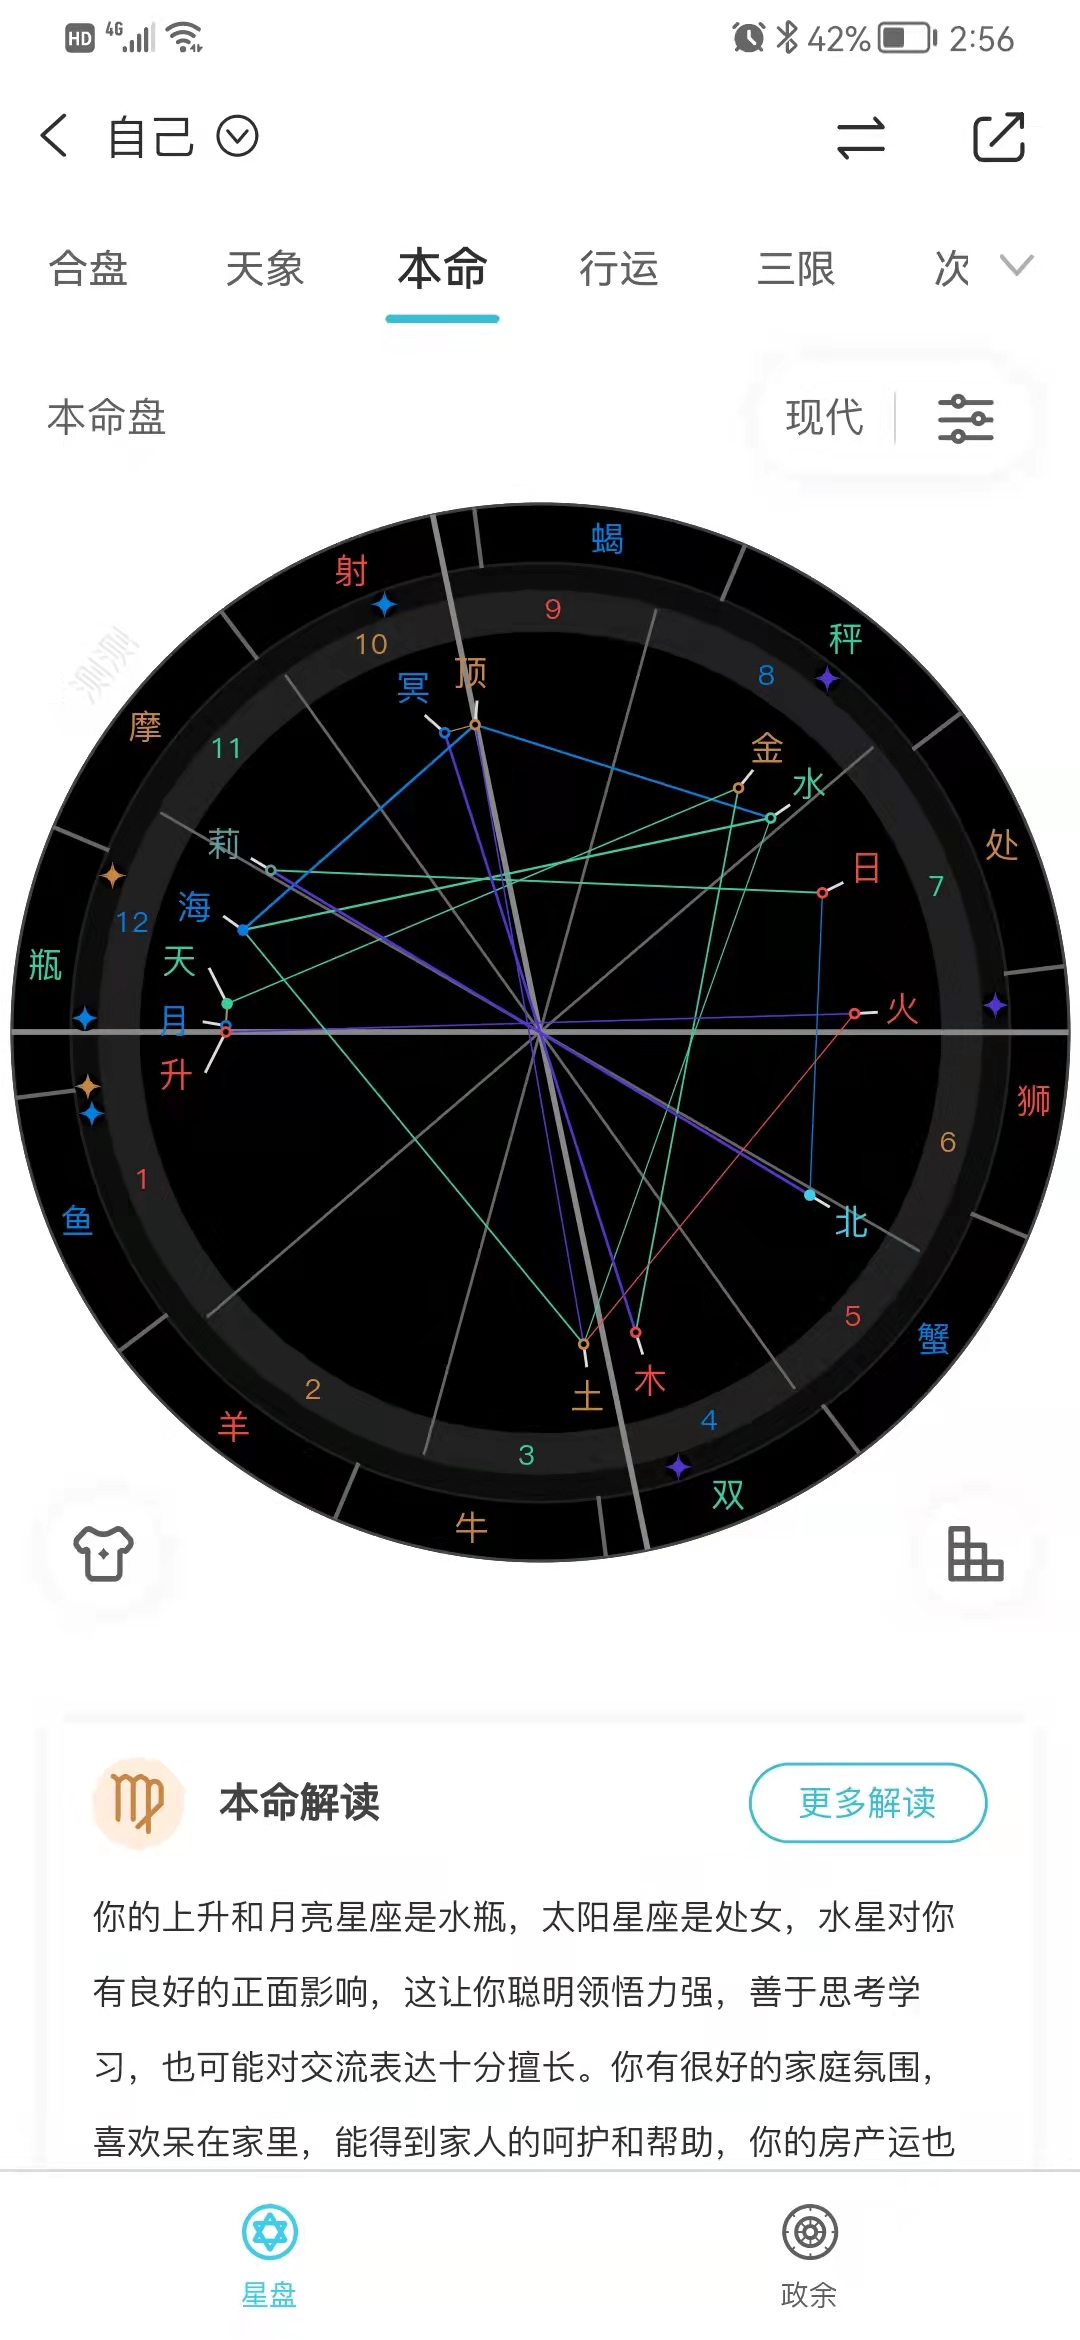 HD 4G 42% 2:56
自己
合盘 天象 本命 行运 三限 次
本命盘 现代
测测
蝎
射
9
秤
10
8
顶
冥
摩
11
金
水
莉
处
日
7
海
12
天
瓶
火
月
升
狮
6
1
北
鱼
5
蟹
木
土
2
4
羊
3
双
牛
本命解读 更多解读
你的上升和月亮星座是水瓶，太阳星座是处女，水星对你
有良好的正面影响，这让你聪明领悟力强，善于思考学
习，也可能对交流表达十分擅长。你有很好的家庭氛围，
喜欢呆在家里，能得到家人的呵护和帮助，你的房产运也
星盘 政余